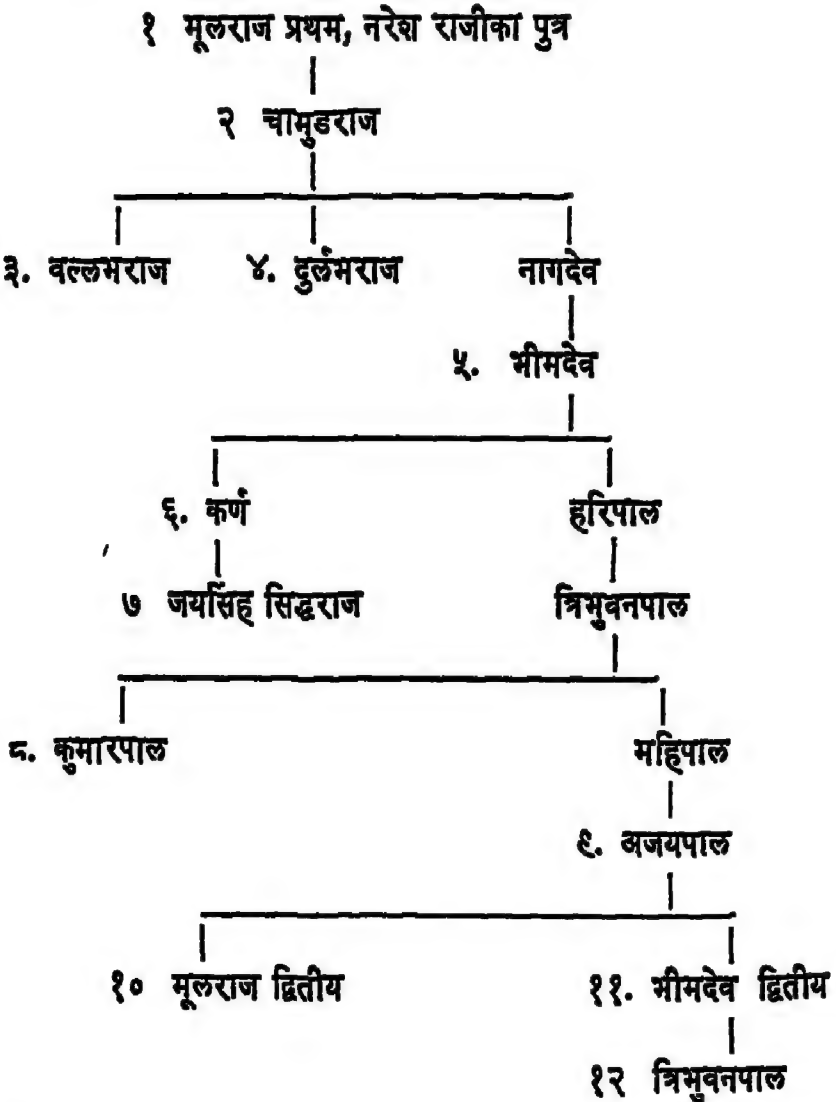 १ मूलराज प्रथम, नरेश राजीका पुत्र
२ चामुडराज
३. वल्लभराज ४. दुर्लभराज नागदेव
५. भीमदेव
६. कर्ण हरिपाल
७ जयसिंह सिद्धराज त्रिभुवनपाल
८. कुमारपाल महिपाल
९. अजयपाल
१० मूलराज द्वितीय ११. भीमदेव द्वितीय
१२ त्रिभुवनपाल